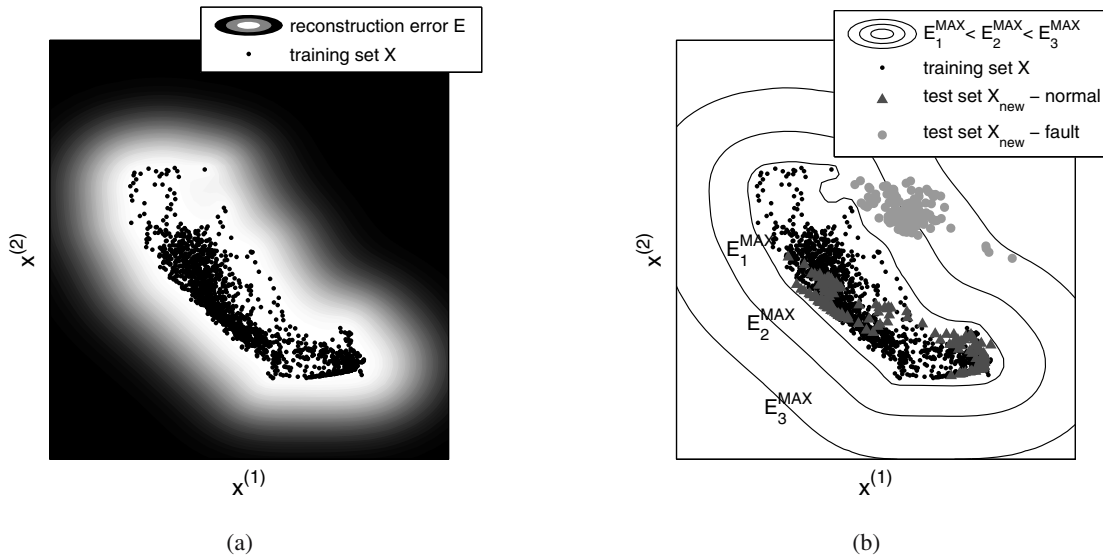 reconstruction error E
training set X
x^(2)
x^(1)
(a)
E_1^MAX < E_2^MAX < E_3^MAX
training set X
test set X_new − normal
test set X_new − fault
x^(2)
E_1^MAX
E_2^MAX
E_3^MAX
x^(1)
(b)